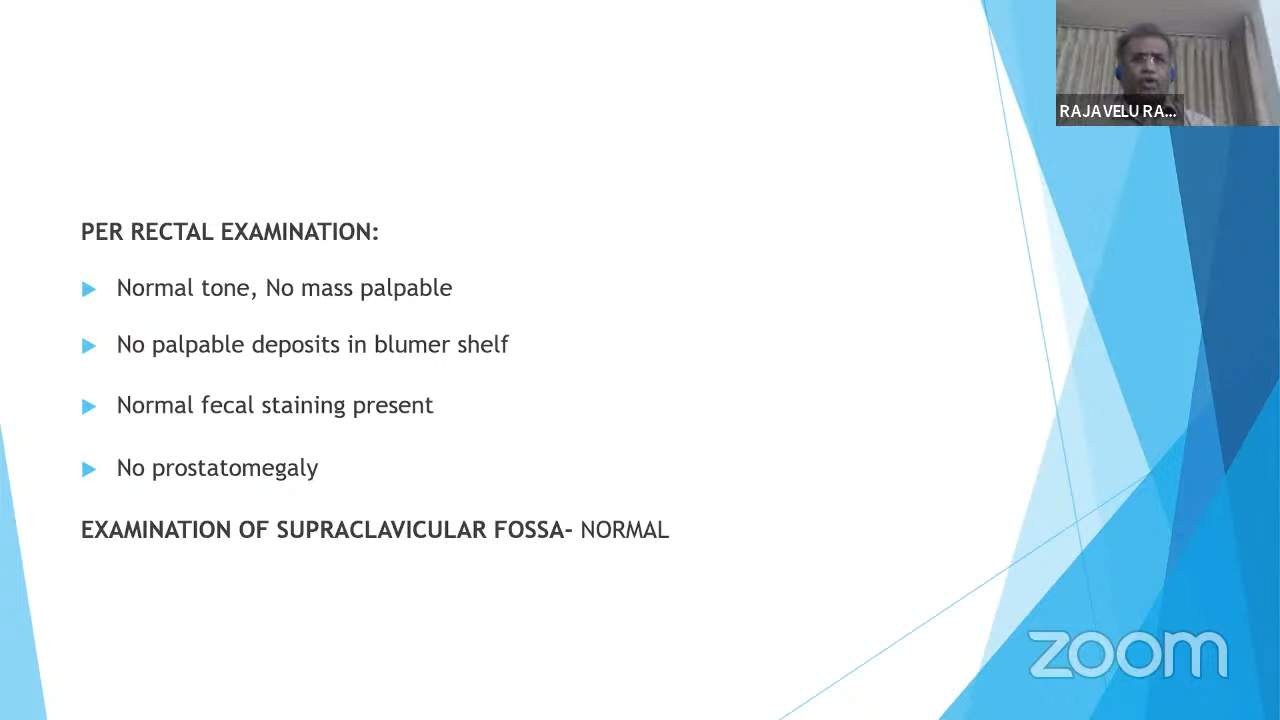 RAJAVELU RA...
PER RECTAL EXAMINATION:
Normal tone, No mass palpable
No palpable deposits in blumer shelf
Normal fecal staining present
No prostatomegaly
EXAMINATION OF SUPRACLAVICULAR FOSSA- NORMAL
zoom